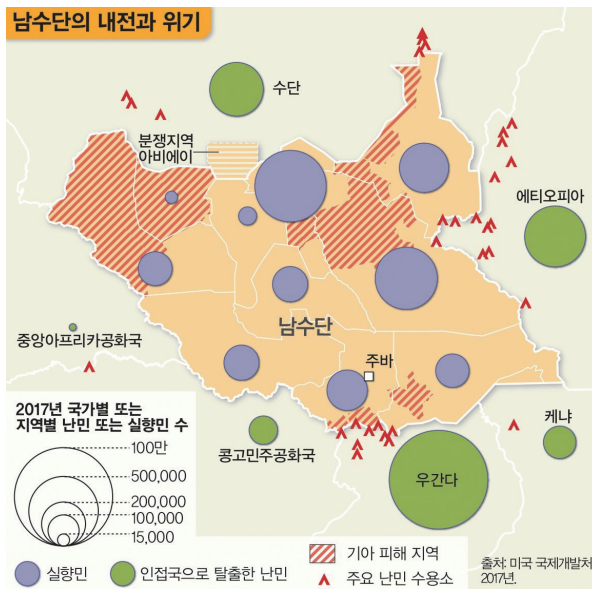 남수단의 내전과 위기
수단
분쟁지역
아비에이
에티오피아
남수단
중앙아프리카공화국
주바
케냐
콩고민주공화국
우간다
2017년 국가별 또는
지역별 난민 또는 실향민 수
100만
500,000
200,000
100,000
15,000
실향민
인접국으로 탈출한 난민
기아 피해 지역
주요 난민 수용소
출처: 미국 국제개발처
2017년.